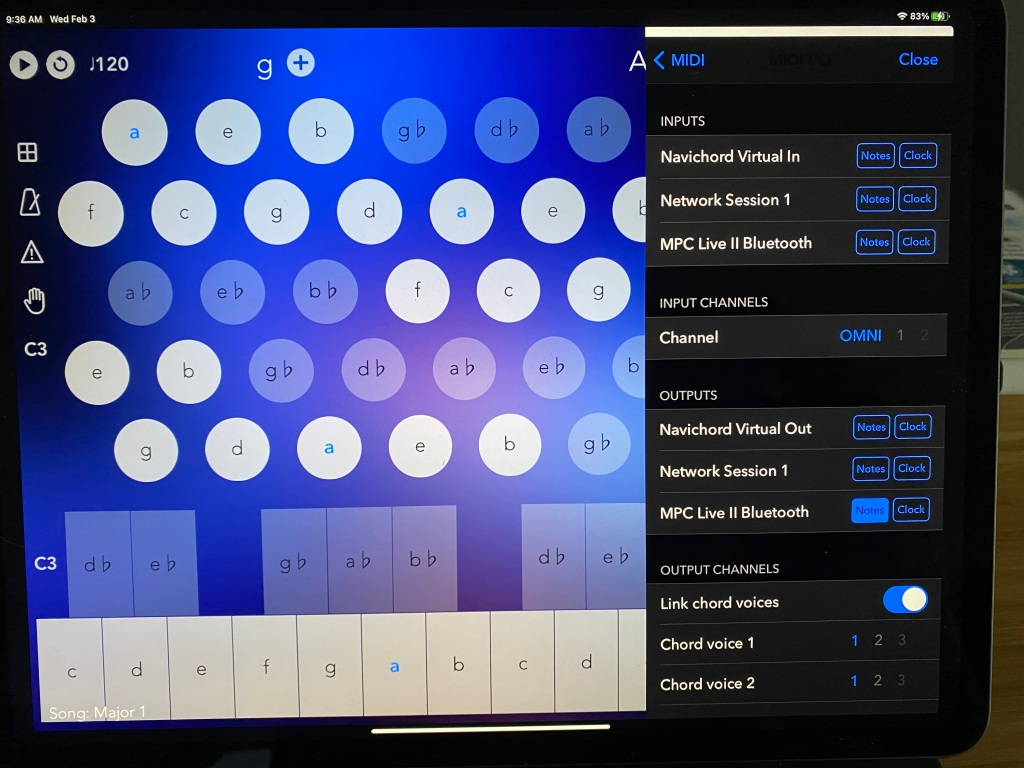 9:36 AM Wed Feb 3
83%
♩120
g +
A
MIDI
MIDI I/O
Close
a e b g♭ d♭ a♭
f c g d a e b
a♭ e♭ b♭ f c g
C3
e b g♭ d♭ a♭ e♭ b
g d a e b g♭
C3
d♭ e♭ g♭ a♭ b♭ d♭ e♭
c d e f g a b c d
Song: Major 1
INPUTS
Navichord Virtual In Notes Clock
Network Session 1 Notes Clock
MPC Live II Bluetooth Notes Clock
INPUT CHANNELS
Channel OMNI 1 2
OUTPUTS
Navichord Virtual Out Notes Clock
Network Session 1 Notes Clock
MPC Live II Bluetooth Notes Clock
OUTPUT CHANNELS
Link chord voices
Chord voice 1 1 2 3
Chord voice 2 1 2 3